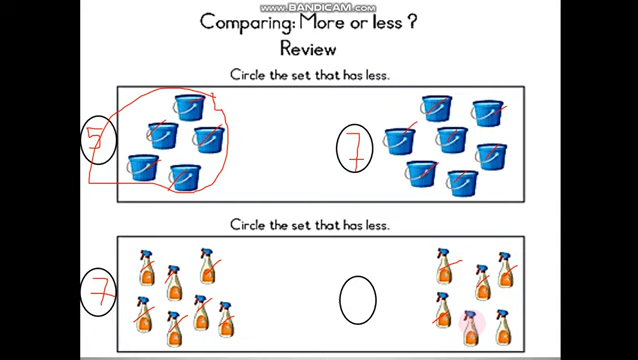 www.BANDICAM.com
Comparing: More or less ?
Review
Circle the set that has less.
5
7
Circle the set that has less.
7